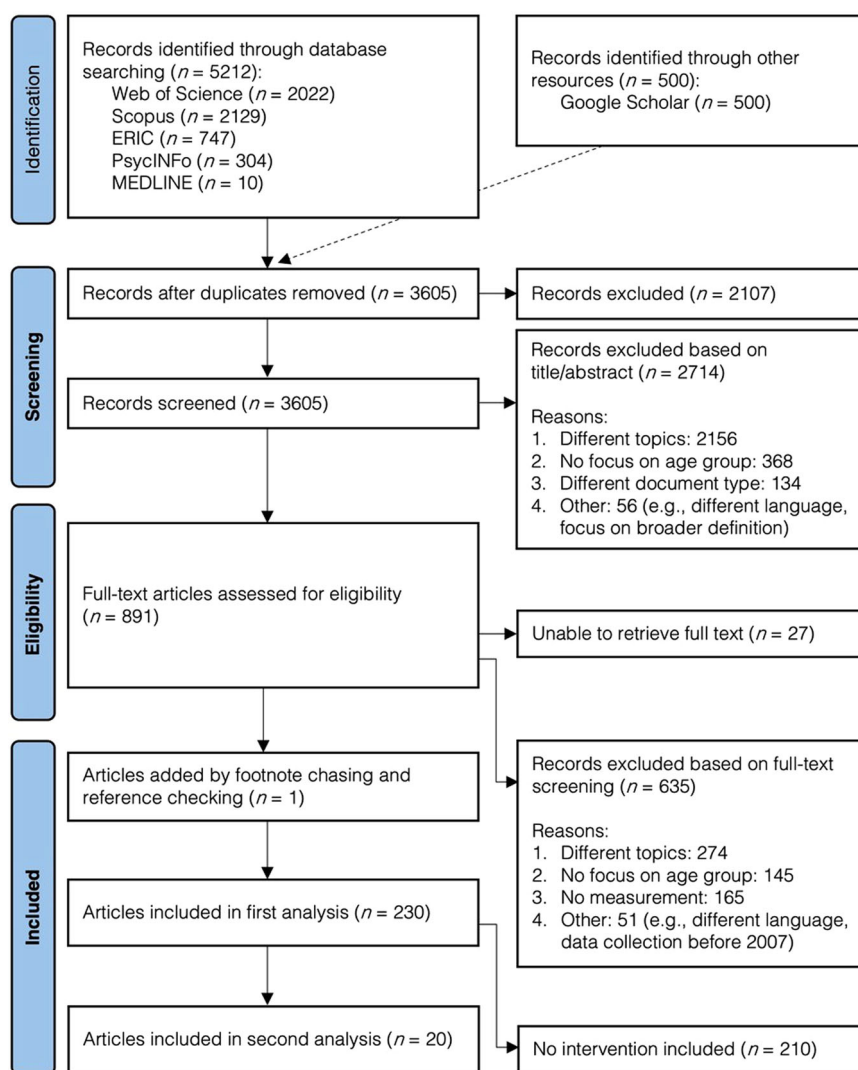 Identification
Records identified through database
searching (n = 5212):
Web of Science (n = 2022)
Scopus (n = 2129)
ERIC (n = 747)
PsycINFo (n = 304)
MEDLINE (n = 10)
Records identified through other
resources (n = 500):
Google Scholar (n = 500)
Screening
Records after duplicates removed (n = 3605)
Records excluded (n = 2107)
Records screened (n = 3605)
Records excluded based on
title/abstract (n = 2714)
Reasons:
1. Different topics: 2156
2. No focus on age group: 368
3. Different document type: 134
4. Other: 56 (e.g., different language,
focus on broader definition)
Eligibility
Full-text articles assessed for eligibility
(n = 891)
Unable to retrieve full text (n = 27)
Records excluded based on full-text
screening (n = 635)
Reasons:
1. Different topics: 274
2. No focus on age group: 145
3. No measurement: 165
4. Other: 51 (e.g., different language,
data collection before 2007)
Included
Articles added by footnote chasing and
reference checking (n = 1)
Articles included in first analysis (n = 230)
Articles included in second analysis (n = 20)
No intervention included (n = 210)